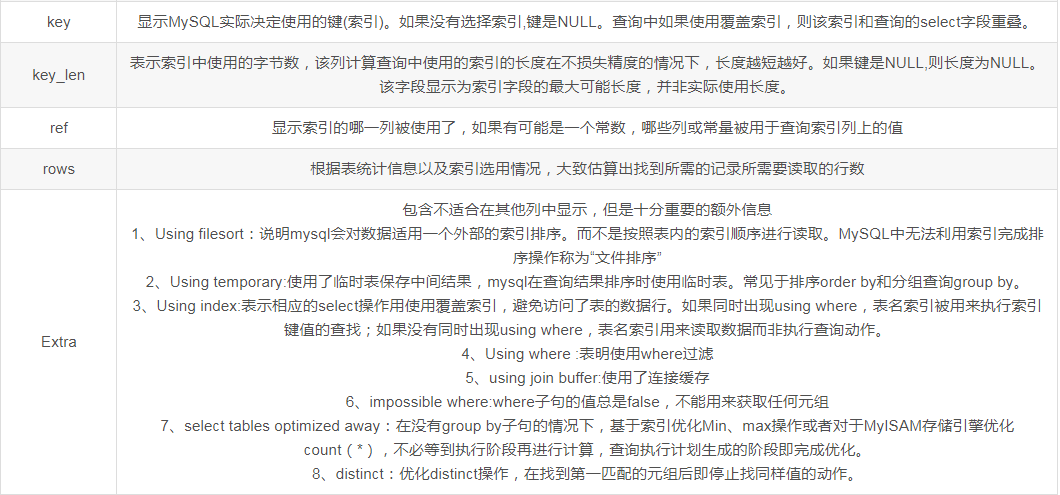 key
显示MySQL实际决定使用的键(索引)。如果没有选择索引,键是NULL。查询中如果使用覆盖索引，则该索引和查询的select字段重叠。
key_len
表示索引中使用的字节数，该列计算查询中使用的索引的长度在不损失精度的情况下，长度越短越好。如果键是NULL,则长度为NULL。
该字段显示为索引字段的最大可能长度，并非实际使用长度。
ref
显示索引的哪一列被使用了，如果有可能是一个常数，哪些列或常量被用于查询索引列上的值
rows
根据表统计信息以及索引选用情况，大致估算出找到所需的记录所需要读取的行数
Extra
包含不适合在其他列中显示，但是十分重要的额外信息
1、Using filesort：说明mysql会对数据适用一个外部的索引排序。而不是按照表内的索引顺序进行读取。MySQL中无法利用索引完成排
序操作称为“文件排序”
2、Using temporary:使用了临时表保存中间结果，mysql在查询结果排序时使用临时表。常见于排序order by和分组查询group by。
3、Using index:表示相应的select操作用使用覆盖索引，避免访问了表的数据行。如果同时出现using where，表名索引被用来执行索引
键值的查找；如果没有同时出现using where，表名索引用来读取数据而非执行查询动作。
4、Using where :表明使用where过滤
5、using join buffer:使用了连接缓存
6、impossible where:where子句的值总是false，不能用来获取任何元组
7、select tables optimized away：在没有group by子句的情况下，基于索引优化Min、max操作或者对于MyISAM存储引擎优化
count（*），不必等到执行阶段再进行计算，查询执行计划生成的阶段即完成优化。
8、distinct：优化distinct操作，在找到第一匹配的元组后即停止找同样值的动作。